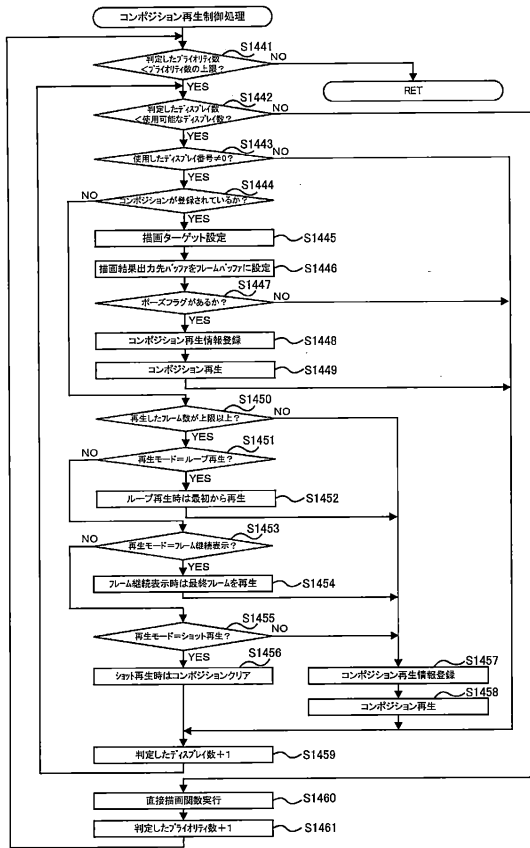 コンポジション再生制御処理
判定したプライオリティ数
<プライオリティ数の上限?
S1441
NO
RET
YES
判定したディスプレイ数
<使用可能なディスプレイ数?
S1442
NO
YES
使用したディスプレイ番号≠0?
S1443
NO
YES
コンポジションが登録されているか?
S1444
NO
YES
描画ターゲット設定
S1445
描画結果出力先バッファをフレームバッファに設定
S1446
ポーズフラグがあるか?
S1447
NO
YES
コンポジション再生情報登録
S1448
コンポジション再生
S1449
再生したフレーム数が上限以上?
S1450
NO
YES
再生モード=ループ再生?
S1451
NO
YES
ループ再生時は最初から再生
S1452
再生モード=フレーム継続表示?
S1453
NO
YES
フレーム継続表示時は最終フレームを再生
S1454
再生モード=ショット再生?
S1455
NO
YES
ショット再生時はコンポジションクリア
S1456
コンポジション再生情報登録
S1457
コンポジション再生
S1458
判定したディスプレイ数+1
S1459
直接描画関数実行
S1460
判定したプライオリティ数+1
S1461